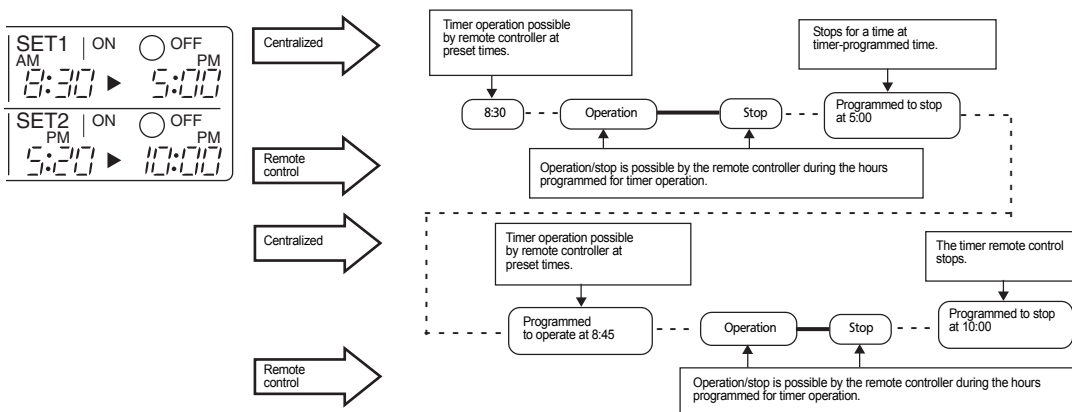 SET1 ON OFF
AM PM
8:30 ▶ 5:00
SET2 ON OFF
PM PM
5:20 ▶ 10:00
Centralized
Timer operation possible
by remote controller at
preset times.
Stops for a time at
timer-programmed time.
8:30
Operation
Stop
Programmed to stop
at 5:00
Remote
control
Operation/stop is possible by the remote controller during the hours
programmed for timer operation.
Centralized
Timer operation possible
by remote controller at
preset times.
The timer remote control
stops.
Programmed
to operate at 8:45
Operation
Stop
Programmed to stop
at 10:00
Remote
control
Operation/stop is possible by the remote controller during the hours
programmed for timer operation.